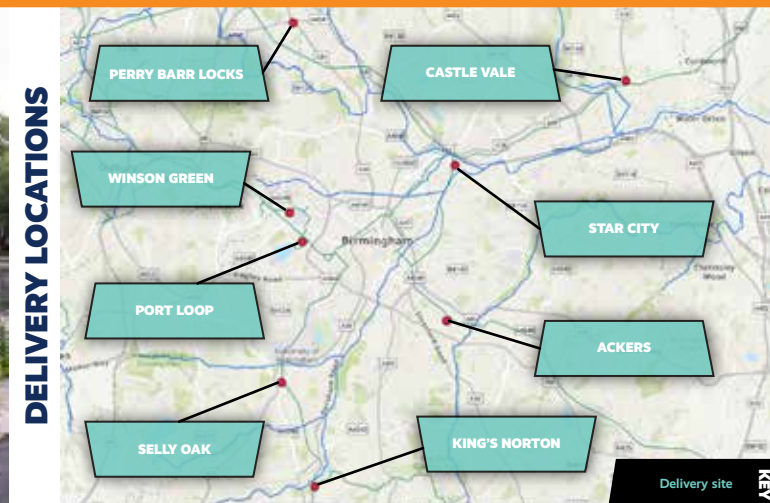 DELIVERY LOCATIONS
PERRY BARR LOCKS
CASTLE VALE
WINSON GREEN
STAR CITY
Birmingham
PORT LOOP
ACKERS
SELLY OAK
KING'S NORTON
Delivery site
KEY